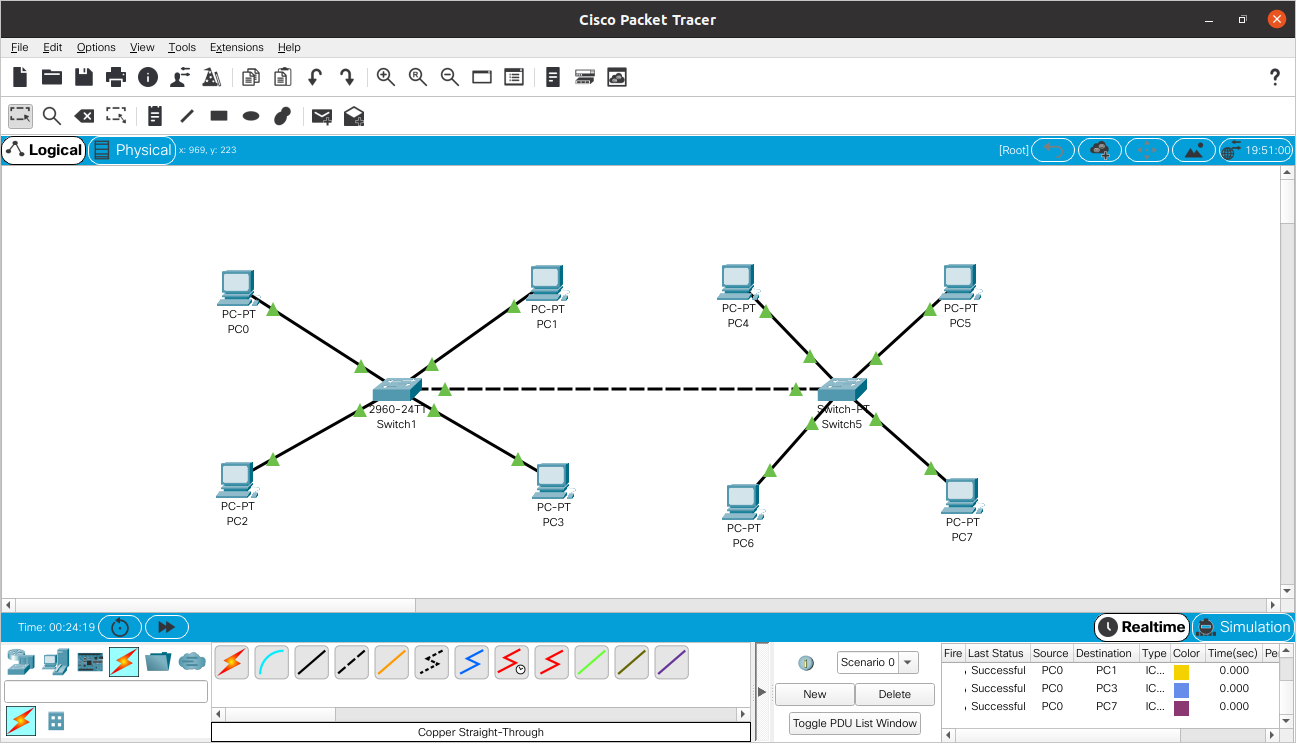 Cisco Packet Tracer
File Edit Options View Tools Extensions Help
Logical Physical x: 969, y: 223 [Root] 19:51:00
PC-PT
PC0
PC-PT
PC1
PC-PT
PC4
PC-PT
PC5
2960-24TT
Switch1
Switch-PT
Switch5
PC-PT
PC2
PC-PT
PC3
PC-PT
PC6
PC-PT
PC7
Time: 00:24:19 Realtime Simulation
Scenario 0
New Delete
Toggle PDU List Window
Fire Last Status Source Destination Type Color Time(sec) Pe
Successful PC0 PC1 IC... 0.000
Successful PC0 PC3 IC... 0.000
Successful PC0 PC7 IC... 0.000
Copper Straight-Through